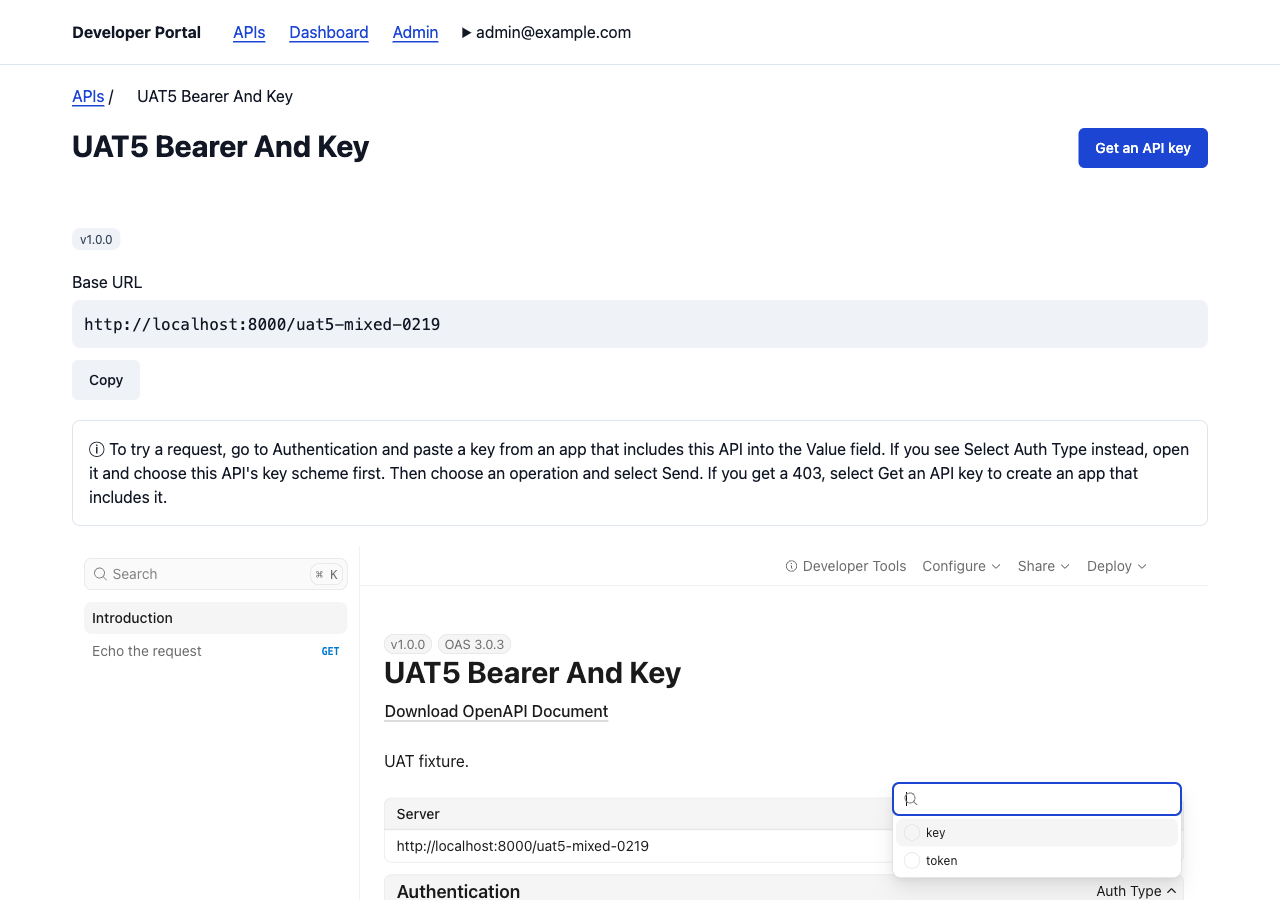 Developer Portal APIs Dashboard Admin ▶ admin@example.com
APIs / UAT5 Bearer And Key
UAT5 Bearer And Key
Get an API key
v1.0.0
Base URL
http://localhost:8000/uat5-mixed-0219
Copy
ⓘ To try a request, go to Authentication and paste a key from an app that includes this API into the Value field. If you see Select Auth Type instead, open
it and choose this API's key scheme first. Then choose an operation and select Send. If you get a 403, select Get an API key to create an app that
includes it.
Search ⌘ K
Developer Tools Configure Share Deploy
Introduction
Echo the request GET
v1.0.0 OAS 3.0.3
UAT5 Bearer And Key
Download OpenAPI Document
UAT fixture.
Server
http://localhost:8000/uat5-mixed-0219
key
token
Authentication Auth Type